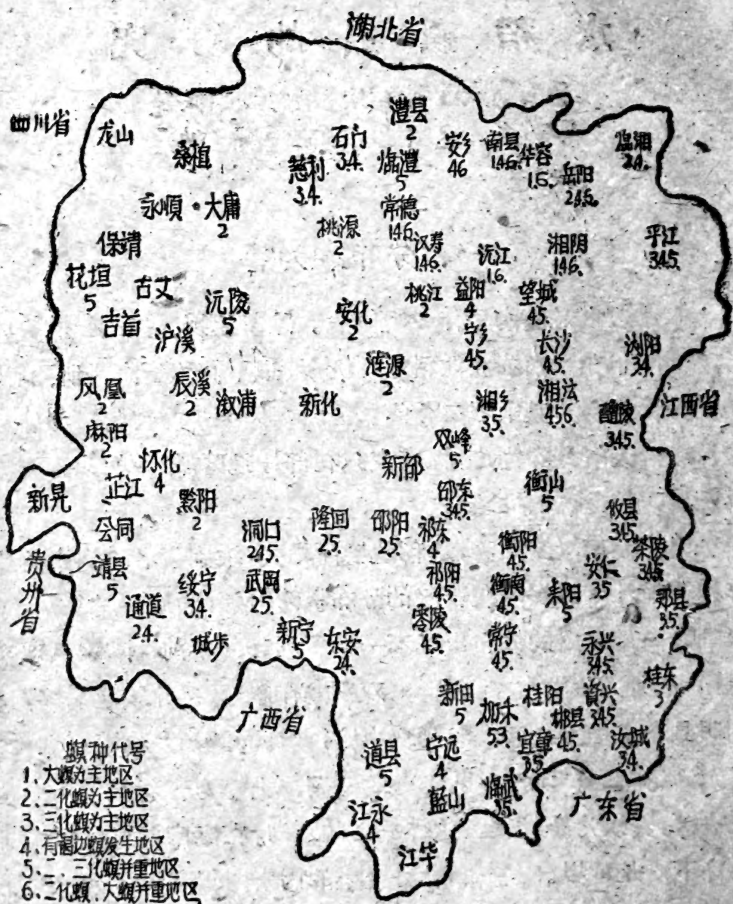 湖北省
四川省
龙山
桑植
石门
3.4.
澧县
2
慈利
3.4.
临澧
5
安乡
46
南县
1.4.6.
华容
1.6.
岳阳
2.4.6.
临湘
2.4.
永順·大庸
2
桃源
2
常德
1.4.6.
汉寿
1.4.6.
沅江
1.6.
湘阴
1.4.6.
平江
3.4.5.
保靖
花垣
5
古丈
沅陵
5
吉首
泸溪
安化
2
桃江
2
益阳
4
望城
4.5.
宁乡
4.5.
长沙
4.5.
浏阳
3.4.
涟源
2
凤凰
2
辰溪
2
溆浦
新化
湘乡
3.5.
湘潭
4.5.6.
醴陵
3.4.5.
江西省
麻阳
2
双峰
5
怀化
4
新邵
衡山
5
新晃
芷江
黔阳
2
邵东
3.4.5.
攸县
3.4.5.
公同
洞口
2.4.5.
隆回
2.5.
邵阳
2.5.
祁东
4
衡阳
4.5.
茶陵
3.4.5.
贵州省
靖县
5
绥宁
3.4.
武冈
2.5.
祁阳
4.5.
衡南
4.5.
耒阳
5
安仁
3.5
酃县
3.5.
通道
2.4.
城步
新宁
5
东安
2.4.
零陵
4.5.
常宁
4.5.
永兴
3.4.5.
桂东
3
广西省
新田
5
加禾
5.3.
桂阳
郴县
4.5.
資兴
3.4.5.
宜章
3.5.
汝城
3.4.
道县
5
宁远
4
蓝山
临武
3.5.
广东省
江永
4
江华
螟种代号
1. 大螟为主地区
2. 二化螟为主地区
3. 三化螟为主地区
4. 有褐边螟发生地区
5. 二.三化螟并重地区
6. 二化螟.大螟并重地区